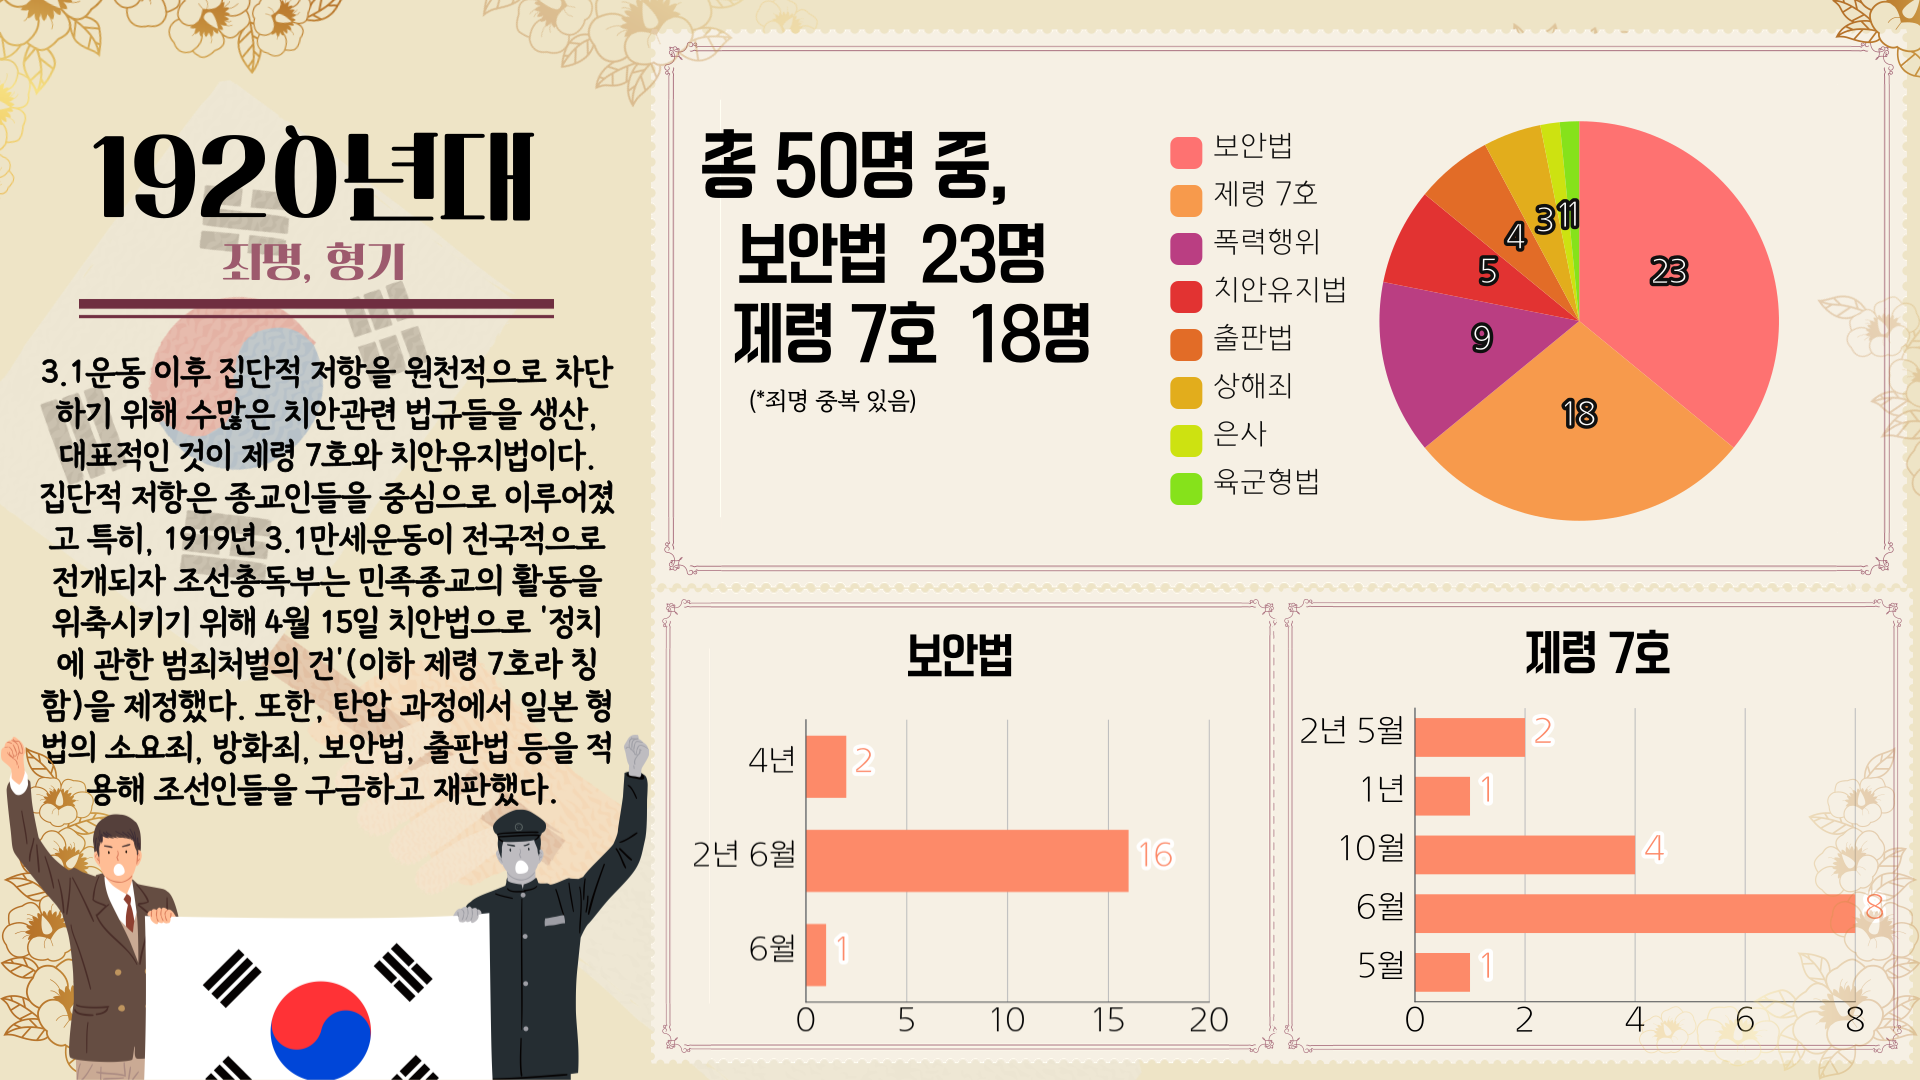 1920년대
죄명, 형기
3.1운동 이후 집단적 저항을 원천적으로 차단
하기 위해 수많은 치안관련 법규들을 생산,
대표적인 것이 제령 7호와 치안유지법이다.
집단적 저항은 종교인들을 중심으로 이루어졌
고 특히, 1919년 3.1만세운동이 전국적으로
전개되자 조선총독부는 민족종교의 활동을
위축시키기 위해 4월 15일 치안법으로 '정치
에 관한 범죄처벌의 건'(이하 제령 7호라 칭
함)을 제정했다. 또한, 탄압 과정에서 일본 형
법의 소요죄, 방화죄, 보안법, 출판법 등을 적
용해 조선인들을 구금하고 재판했다.
총 50명 중,
보안법 23명
제령 7호 18명
(*죄명 중복 있음)
보안법
제령 7호
폭력행위
치안유지법
출판법
상해죄
은사
육군형법
23
18
9
5
4
3
1
1
보안법
4년
2
2년 6월
16
6월
1
0 5 10 15 20
제령 7호
2년 5월
2
1년
1
10월
4
6월
8
5월
1
0 2 4 6 8